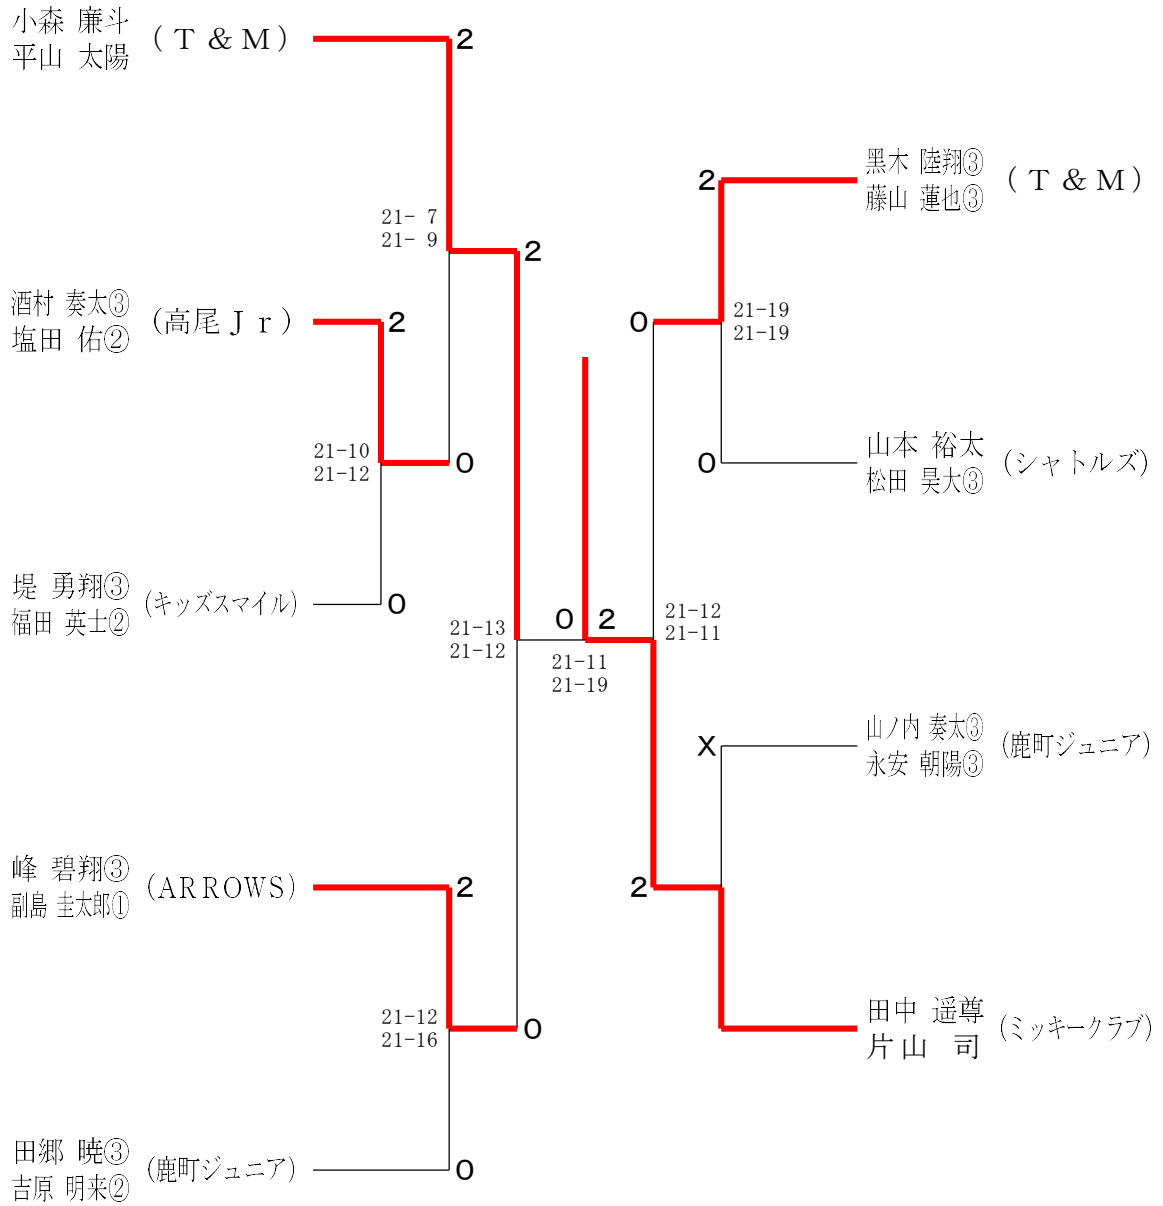 小森 廉斗
平山 太陽
(Ｔ＆Ｍ)
2
21- 7
21- 9
2
酒村 奏太③
塩田 佑②
(高尾Ｊｒ)
2
21-10
21-12
0
堤 勇翔③
福田 英士②
(キッズスマイル)
0
21-13
21-12
0 2
21-11
21-19
峰 碧翔③
副島 圭太郎①
(ARROWS)
2
21-12
21-16
0
田郷 暁③
吉原 明来②
(鹿町ジュニア)
0
黒木 陸翔③
藤山 蓮也③
(Ｔ＆Ｍ)
2
0
21-19
21-19
山本 裕太
松田 昊大③
(シャトルズ)
0
21-12
21-11
山ノ内 奏太③
永安 朝陽③
(鹿町ジュニア)
X
2
田中 遥尊
片山 司
(ミッキークラブ)